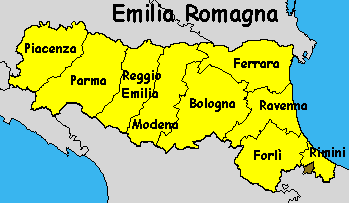 Emilia Romagna
Piacenza
Parma
Reggio
Emilia
Modena
Bologna
Ferrara
Ravenna
Forlì
Rimini